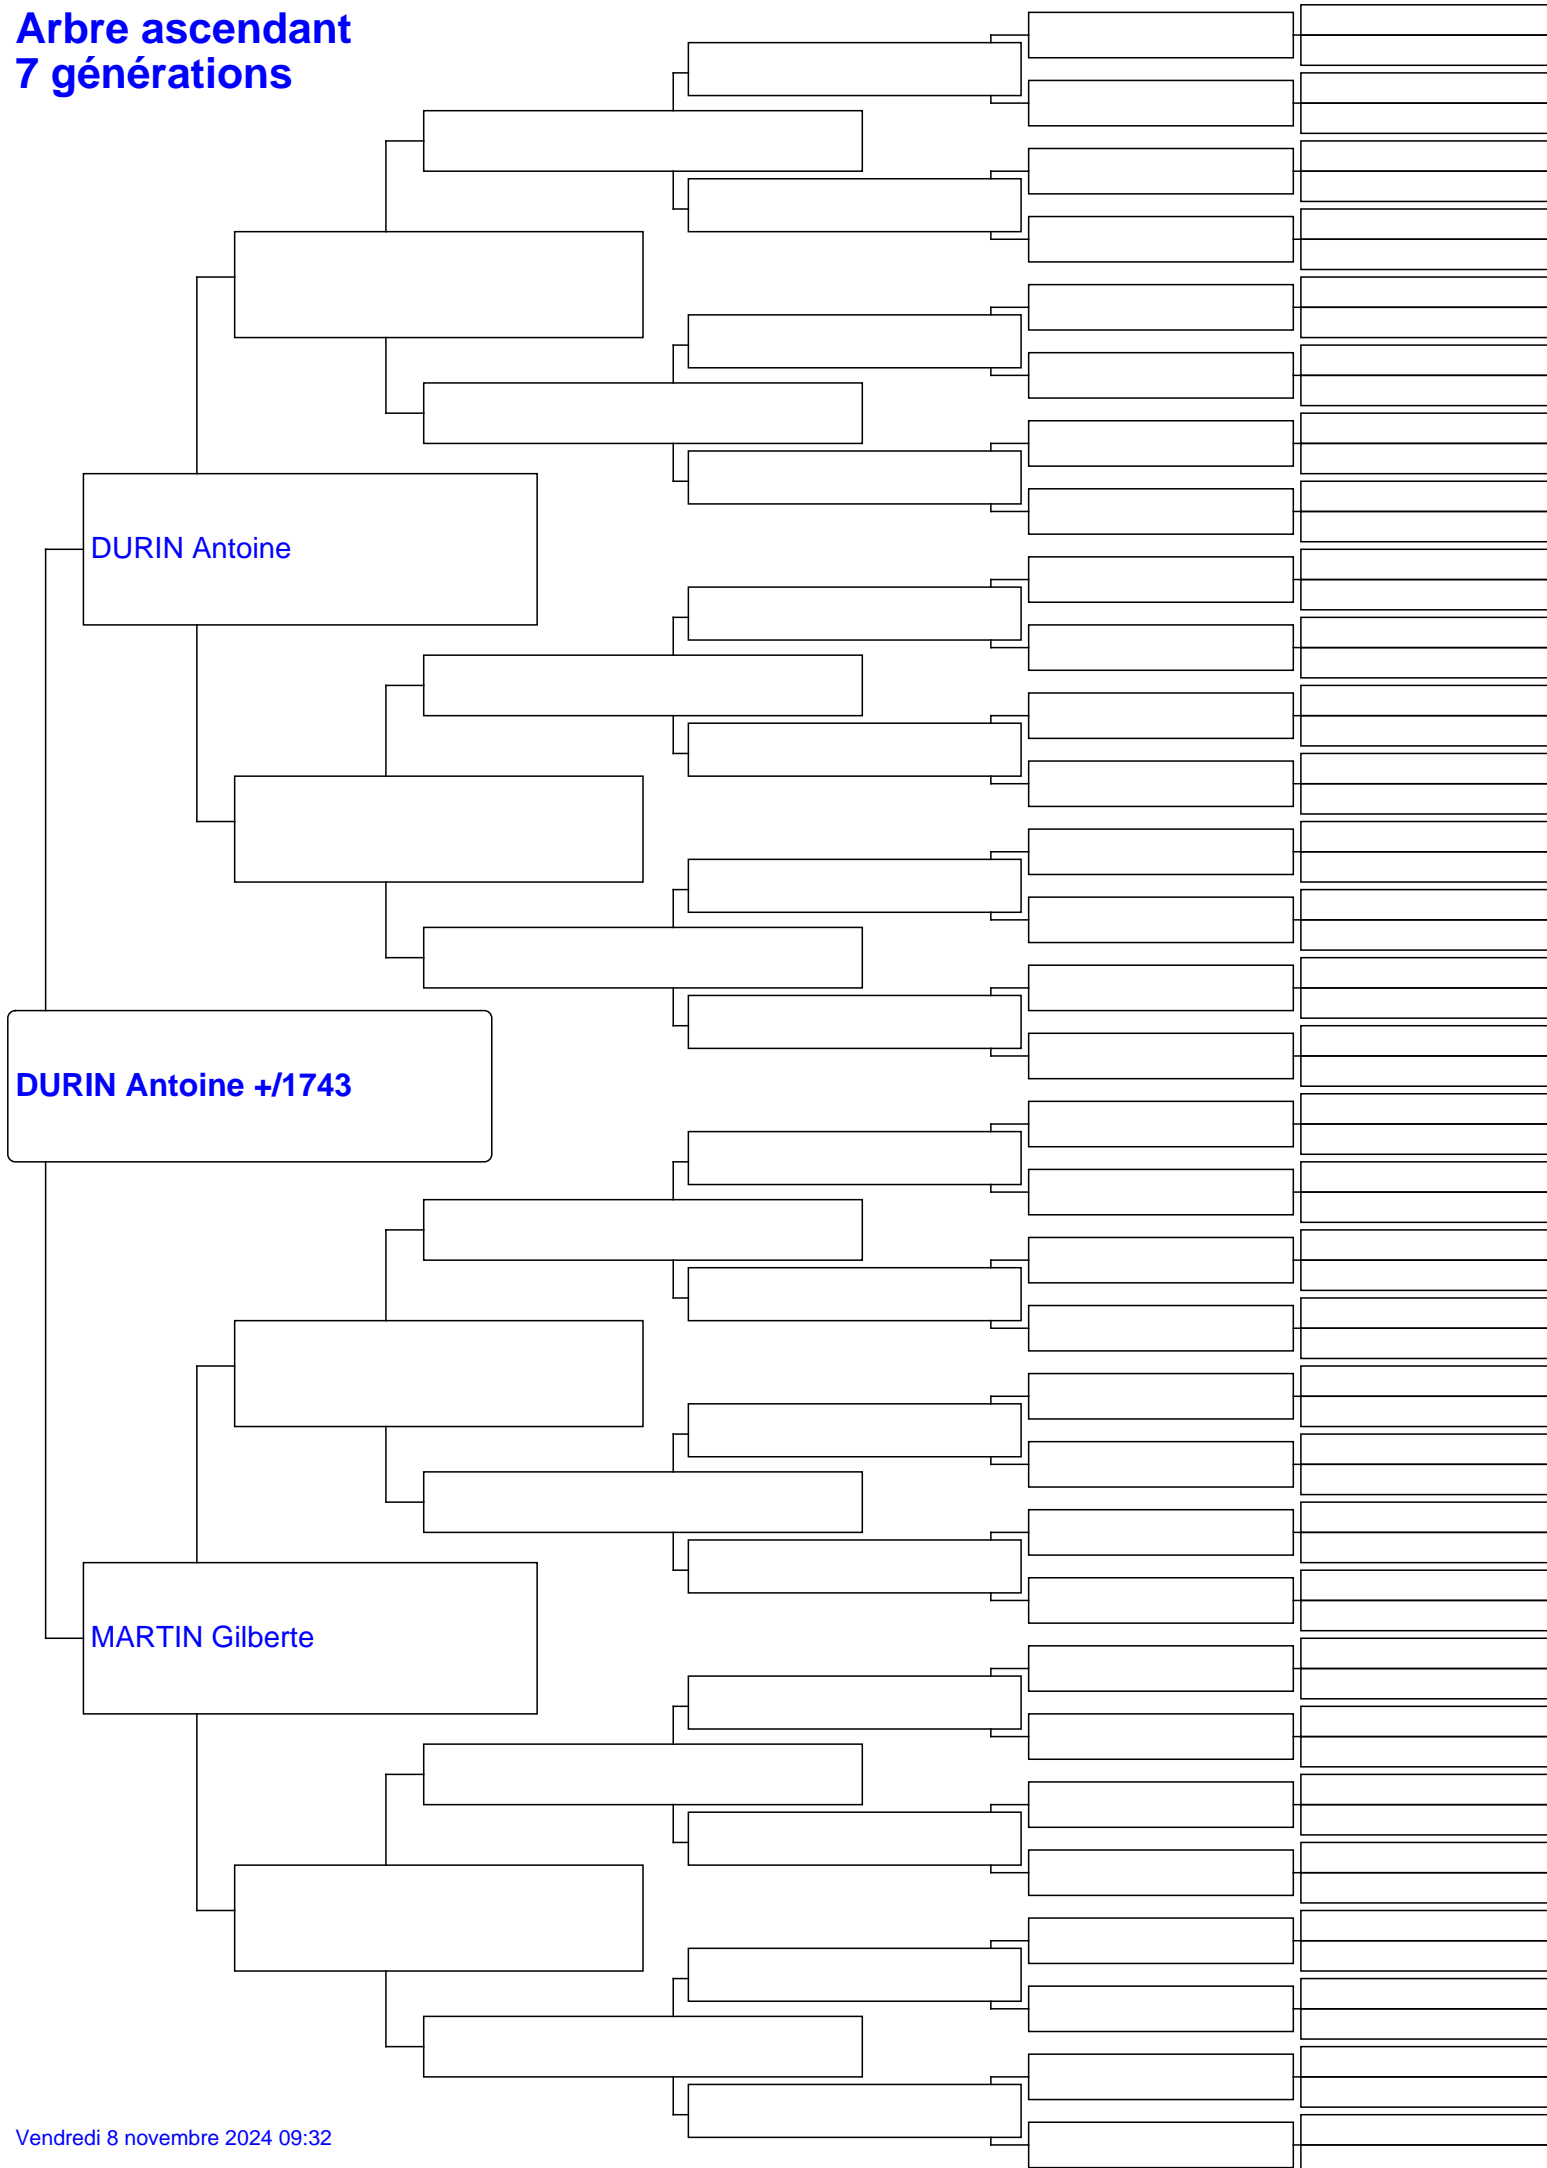 Arbre ascendant
7 générations
DURIN Antoine
DURIN Antoine +/1743
MARTIN Gilberte
Vendredi 8 novembre 2024 09:32